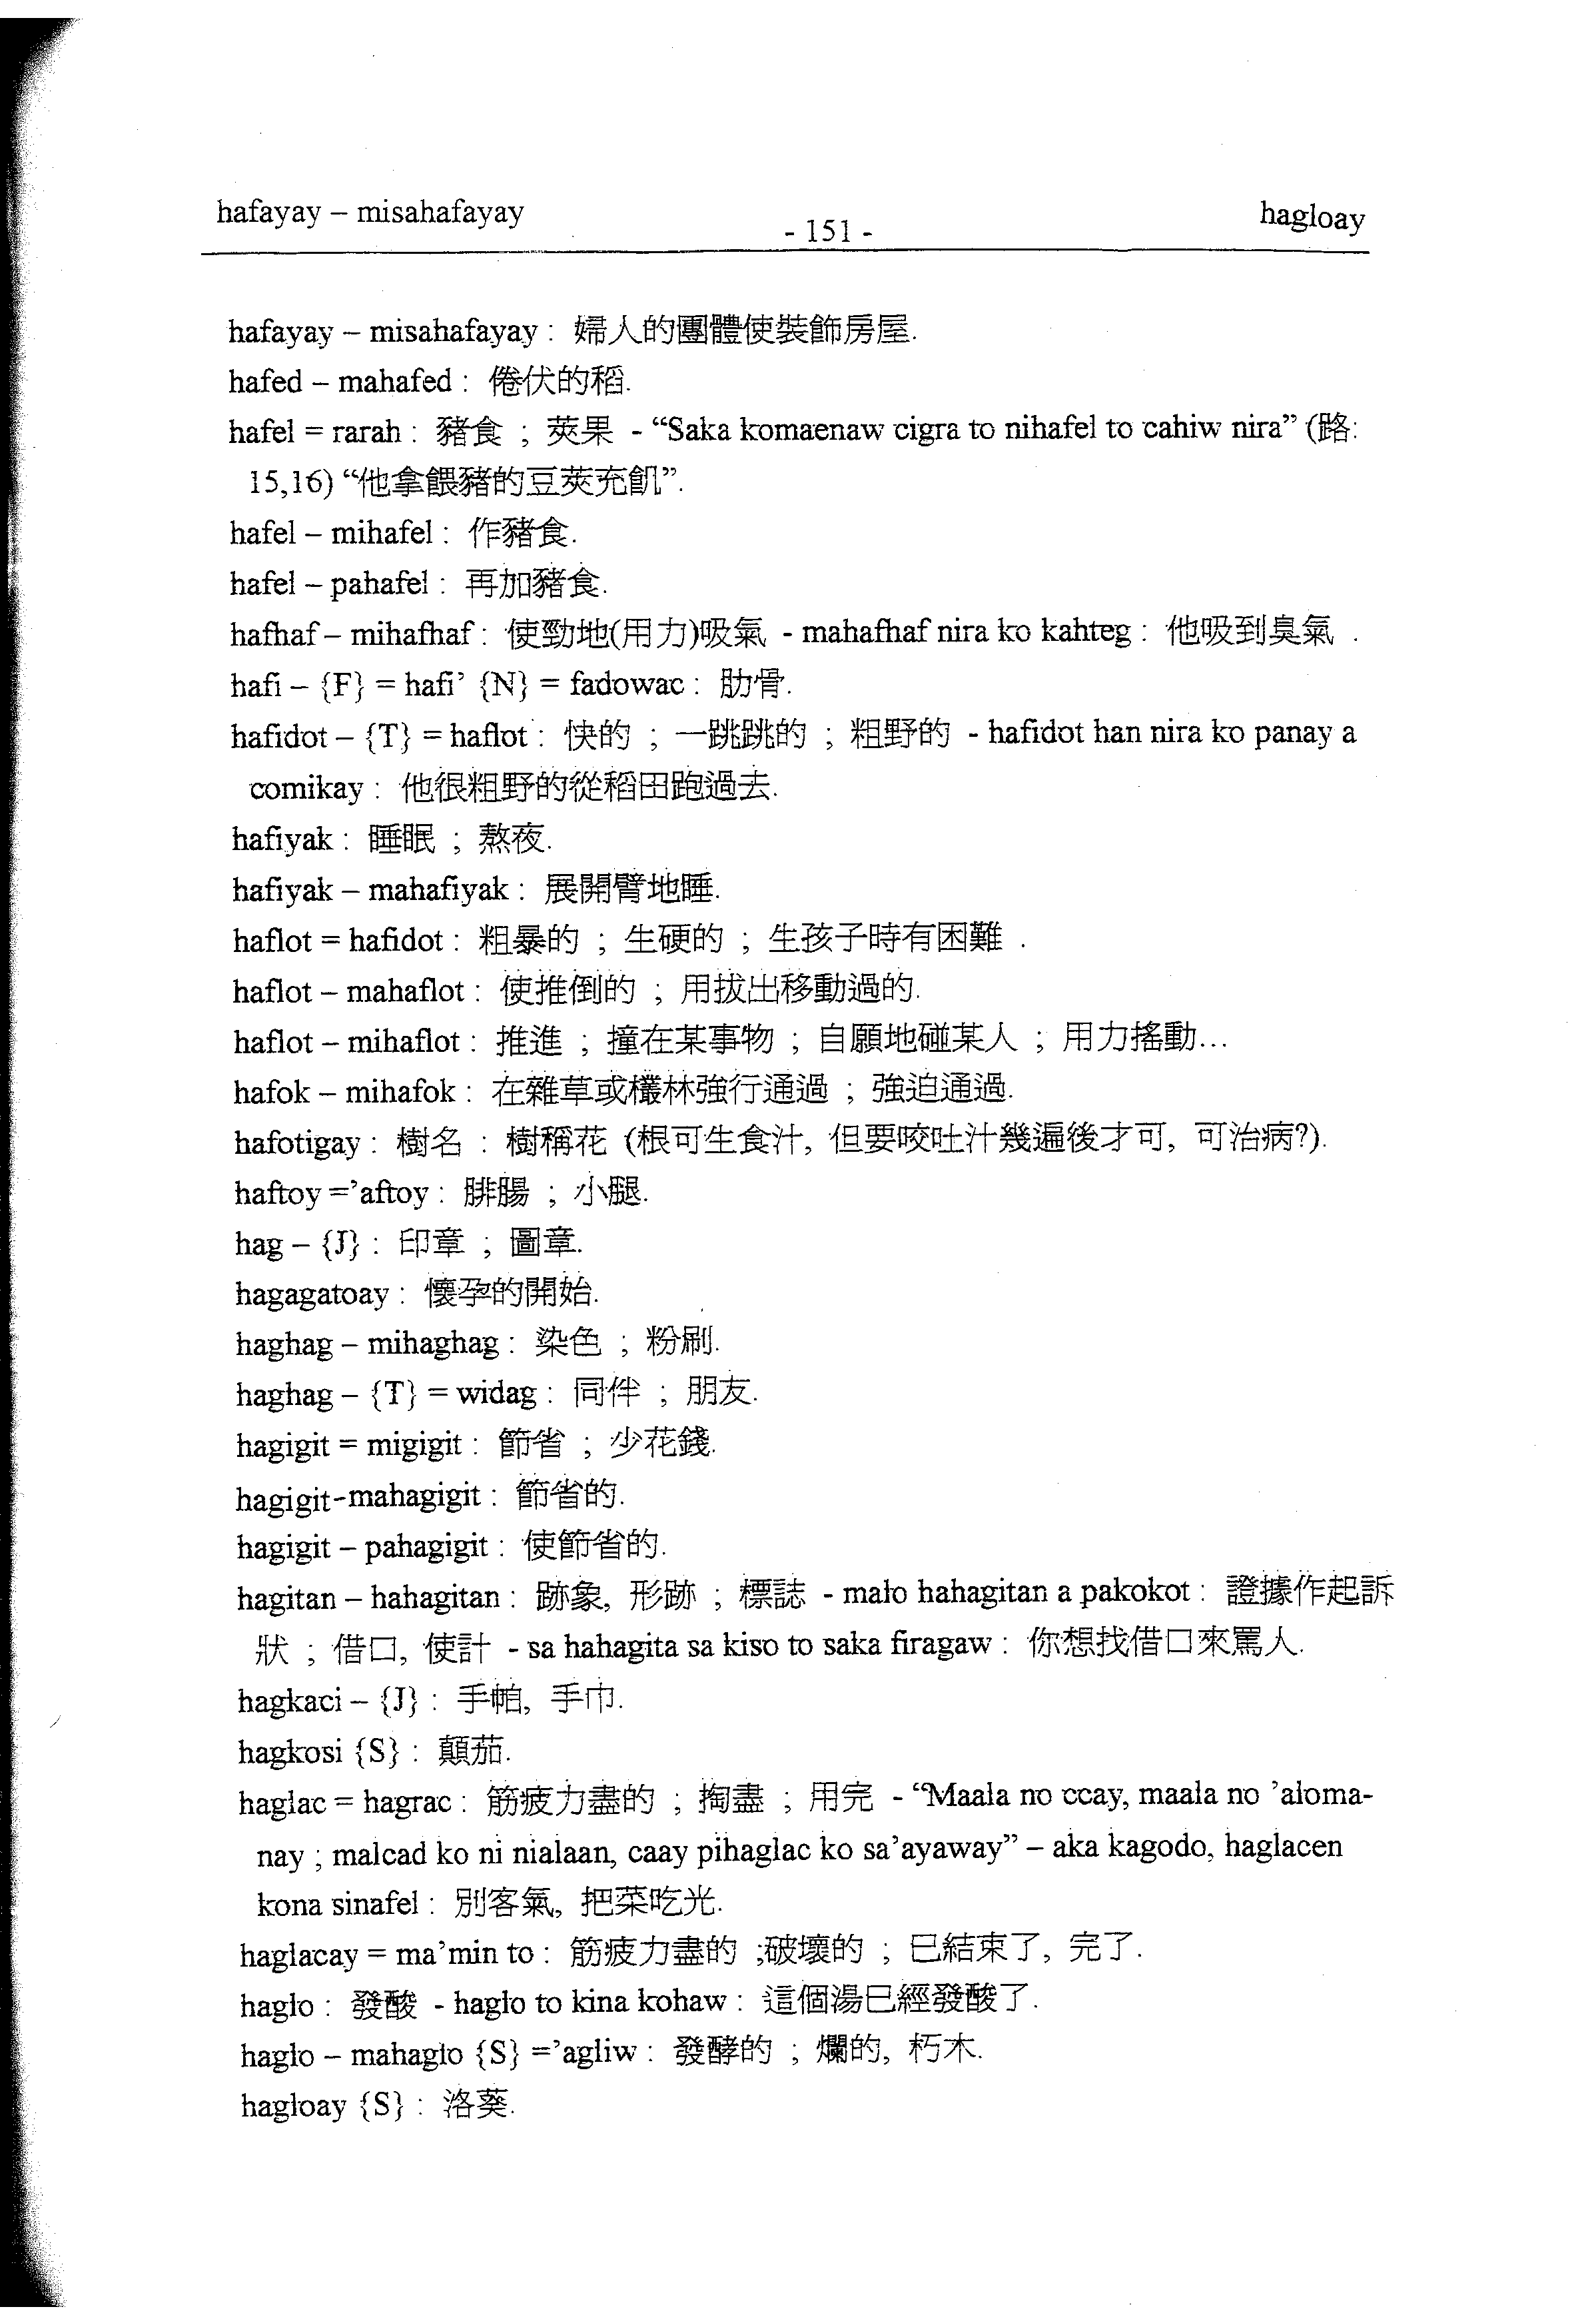 hafayay – misahafayay
- 151 -
hagloay
hafayay – misahafayay : 婦人的團體使裝飾房屋.
hafed – mahafed : 倦伏的稻.
hafel = rarah : 豬食 ; 莢果 - “Saka komaenaw cigra to nihafel to cahiw nira” (路:
15,16) “他拿餵豬的豆莢充飢”.
hafel – mihafel : 作豬食.
hafel – pahafel : 再加豬食.
hafhaf – mihafhaf : 使勁地(用力)吸氣 - mahafhaf nira ko kahteg : 他吸到臭氣 .
hafi – {F} = hafi’ {N} = fadowac : 肋骨.
hafidot – {T} = haflot : 快的 ; 一跳跳的 ; 粗野的 - hafidot han nira ko panay a
comikay : 他很粗野的從稻田跑過去.
hafiyak : 睡眠 ; 熬夜.
hafiyak – mahafiyak : 展開臂地睡.
haflot = hafidot : 粗暴的 ; 生硬的 ; 生孩子時有困難 .
haflot – mahaflot : 使推倒的 ; 用拔出移動過的.
haflot – mihaflot : 推進 ; 撞在某事物 ; 自願地碰某人 ; 用力搖動...
hafok – mihafok : 在雜草或欉林強行通過 ; 強迫通過.
hafotigay : 樹名 : 樹稱花 (根可生食汁, 但要咬吐汁幾遍後才可, 可治病?).
haftoy =’aftoy : 腓腸 ; 小腿.
hag – {J} : 印章 ; 圖章.
hagagatoay : 懷孕的開始.
haghag – mihaghag : 染色 ; 粉刷.
haghag – {T} = widag : 同伴 ; 朋友.
hagigit = migigit : 節省 ; 少花錢.
hagigit-mahagigit : 節省的.
hagigit – pahagigit : 使節省的.
hagitan – hahagitan : 跡象, 形跡 ; 標誌 - malo hahagitan a pakokot : 證據作起訴
狀 ; 借口, 使計 - sa hahagita sa kiso to saka firagaw : 你想找借口來罵人.
hagkaci – {J} : 手帕, 手巾.
hagkosi {S} : 顛茄.
haglac = hagrac : 筋疲力盡的 ; 掏盡 ; 用完 - “Maala no ccay, maala no ’aloma-
nay ; malcad ko ni nialaan, caay pihaglac ko sa’ayaway” – aka kagodo, haglacen
kona sinafel : 別客氣, 把菜吃光.
haglacay = ma’min to : 筋疲力盡的 ;破壞的 ; 已結束了, 完了.
haglo : 發酸 - haglo to kina kohaw : 這個湯已經發酸了.
haglo – mahaglo {S} =’agliw : 發酵的 ; 爛的, 朽木.
hagloay {S} : 洛葵.